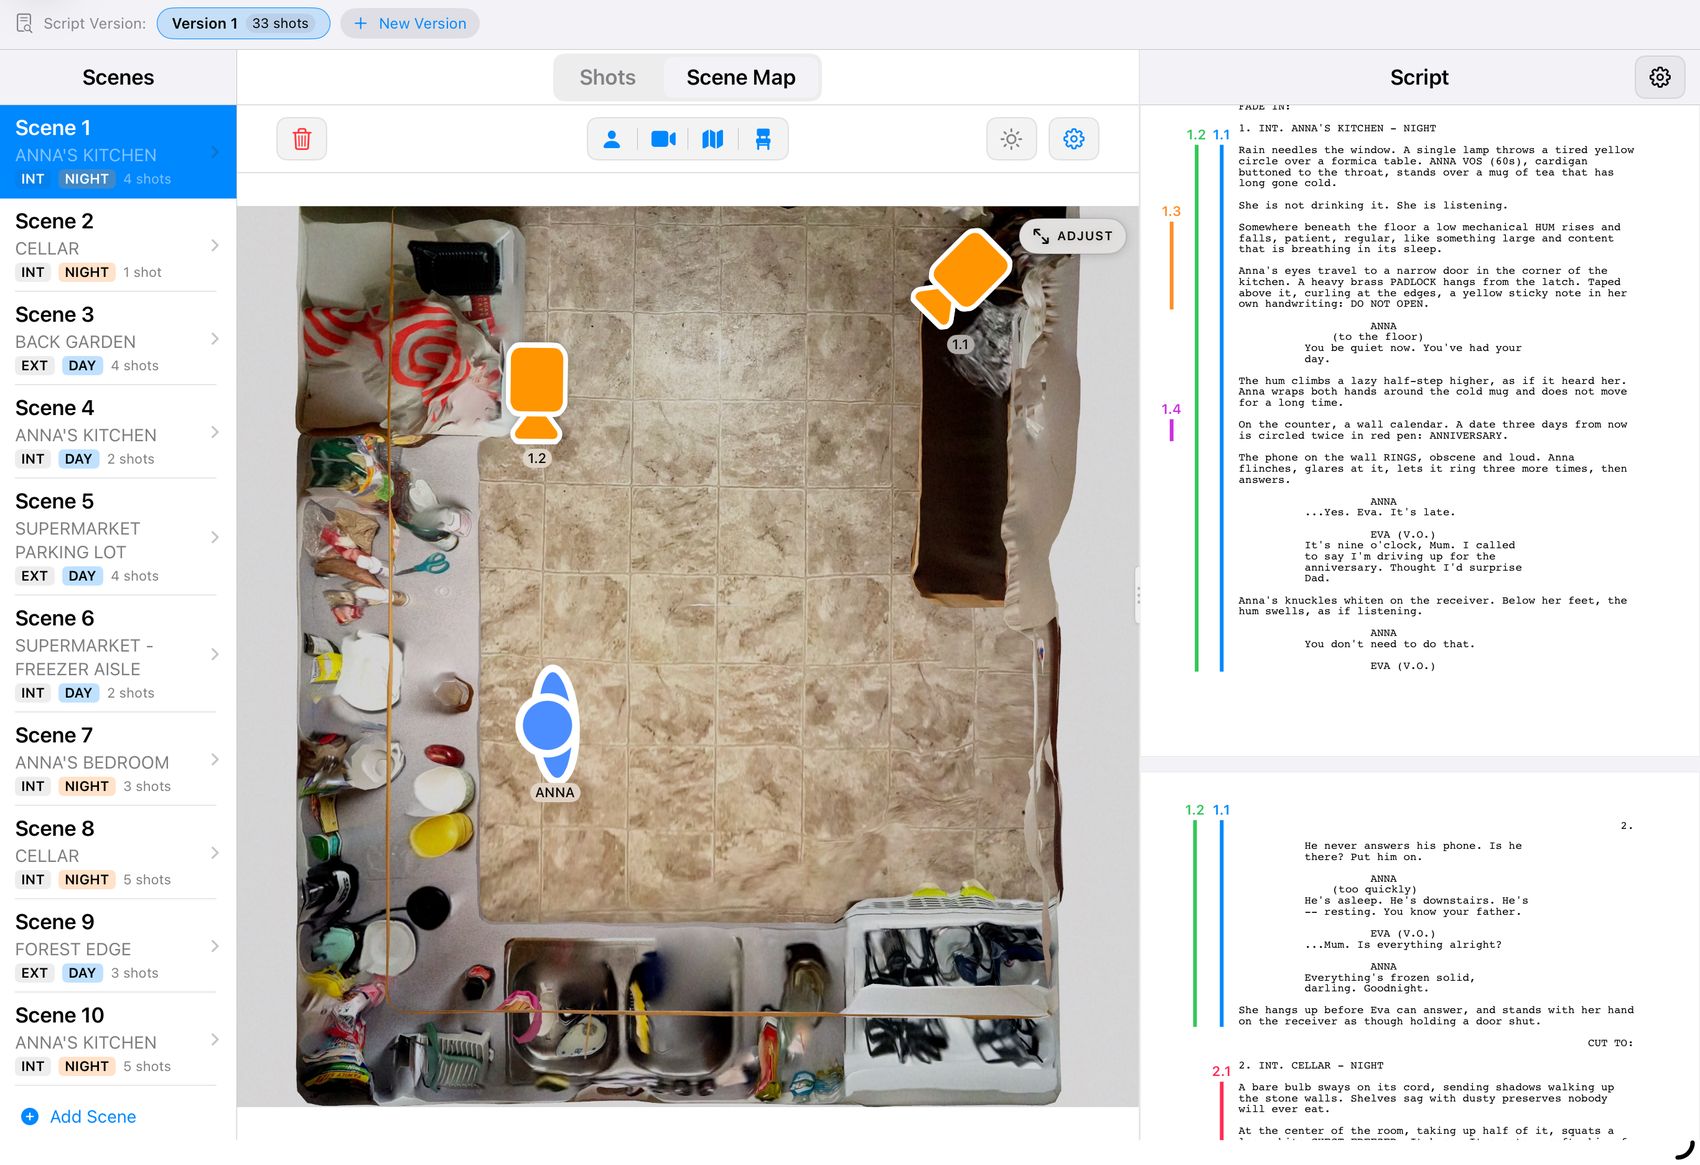 Script Version:
Version 1 33 shots
+ New Version
Scenes
Shots
Scene Map
Script
Scene 1
ANNA'S KITCHEN
INT NIGHT 4 shots
Scene 2
CELLAR
INT NIGHT 1 shot
Scene 3
BACK GARDEN
EXT DAY 4 shots
Scene 4
ANNA'S KITCHEN
INT DAY 2 shots
Scene 5
SUPERMARKET
PARKING LOT
EXT DAY 4 shots
Scene 6
SUPERMARKET -
FREEZER AISLE
INT DAY 2 shots
Scene 7
ANNA'S BEDROOM
INT NIGHT 3 shots
Scene 8
CELLAR
INT NIGHT 5 shots
Scene 9
FOREST EDGE
EXT DAY 3 shots
Scene 10
ANNA'S KITCHEN
INT NIGHT 5 shots
Add Scene
ADJUST
1.1
1.2
ANNA
FADE IN:
1.2 1.1
1. INT. ANNA'S KITCHEN - NIGHT
Rain needles the window. A single lamp throws a tired yellow
circle over a formica table. ANNA VOS (60s), cardigan
buttoned to the throat, stands over a mug of tea that has
long gone cold.
She is not drinking it. She is listening.
1.3
Somewhere beneath the floor a low mechanical HUM rises and
falls, patient, regular, like something large and content
that is breathing in its sleep.
Anna's eyes travel to a narrow door in the corner of the
kitchen. A heavy brass PADLOCK hangs from the latch. Taped
above it, curling at the edges, a yellow sticky note in her
own handwriting: DO NOT OPEN.
ANNA
(to the floor)
You be quiet now. You've had your
day.
The hum climbs a lazy half-step higher, as if it heard her.
Anna wraps both hands around the cold mug and does not move
for a long time.
1.4
On the counter, a wall calendar. A date three days from now
is circled twice in red pen: ANNIVERSARY.
The phone on the wall RINGS, obscene and loud. Anna
flinches, glares at it, lets it ring three more times, then
answers.
ANNA
...Yes. Eva. It's late.
EVA (V.O.)
It's nine o'clock, Mum. I called
to say I'm driving up for the
anniversary. Thought I'd surprise
Dad.
Anna's knuckles whiten on the receiver. Below her feet, the
hum swells, as if listening.
ANNA
You don't need to do that.
EVA (V.O.)
1.2 1.1
2.
He never answers his phone. Is he
there? Put him on.
ANNA
(too quickly)
He's asleep. He's downstairs. He's
-- resting. You know your father.
EVA (V.O.)
...Mum. Is everything alright?
ANNA
Everything's frozen solid,
darling. Goodnight.
She hangs up before Eva can answer, and stands with her hand
on the receiver as though holding a door shut.
CUT TO:
2.1
2. INT. CELLAR - NIGHT
A bare bulb sways on its cord, sending shadows walking up
the stone walls. Shelves sag with dusty preserves nobody
will ever eat.
At the center of the room, taking up half of it, squats a